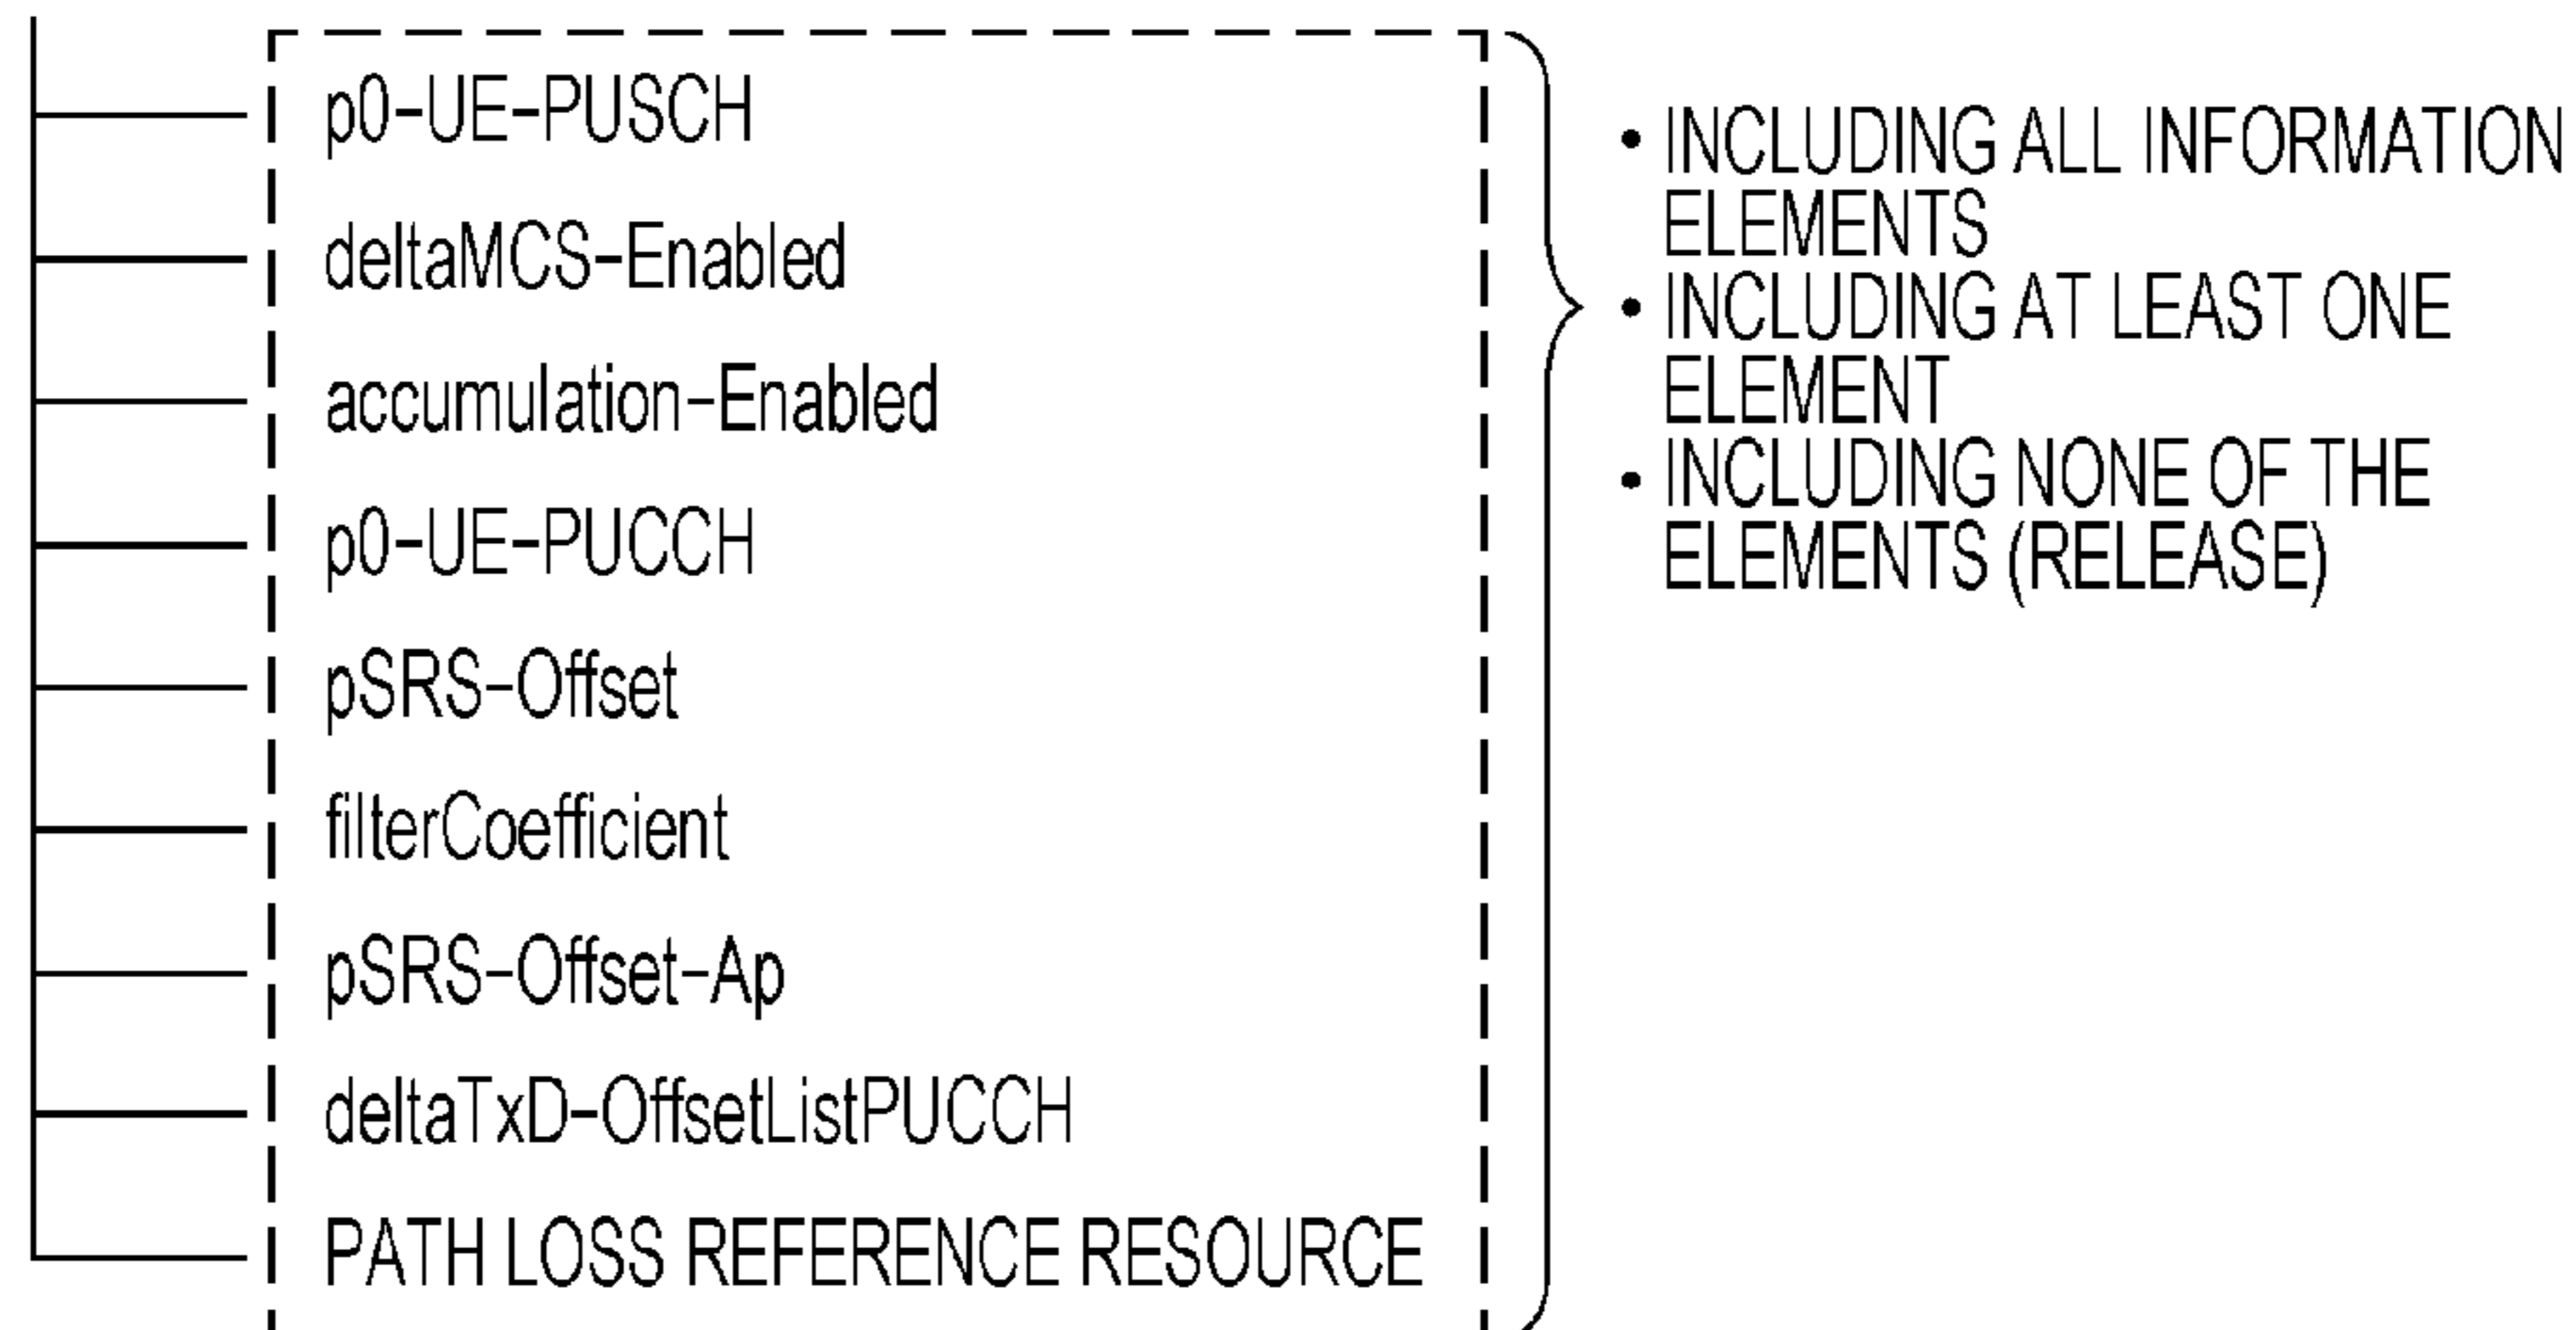 p0-UE-PUSCH
deltaMCS-Enabled
accumulation-Enabled
p0-UE-PUCCH
pSRS-Offset
filterCoefficient
pSRS-Offset-Ap
deltaTxD-OffsetListPUCCH
PATH LOSS REFERENCE RESOURCE
• INCLUDING ALL INFORMATION
ELEMENTS
• INCLUDING AT LEAST ONE
ELEMENT
• INCLUDING NONE OF THE
ELEMENTS (RELEASE)